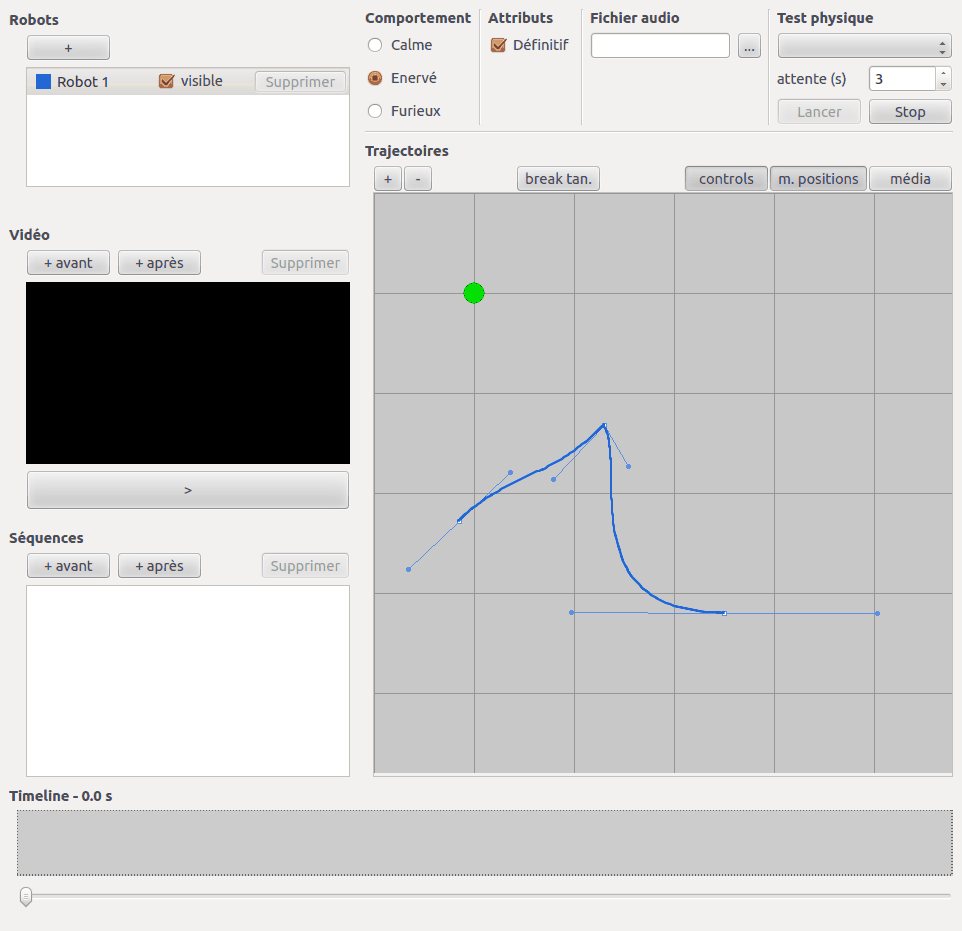 Robots
+
Robot 1 visible Supprimer
Vidéo
+ avant + après Supprimer
>
Séquences
+ avant + après Supprimer
Comportement
Calme
Enervé
Furieux
Attributs
Définitif
Fichier audio
...
Test physique
attente (s) 3
Lancer Stop
Trajectoires
+ - break tan. controls m. positions média
Timeline - 0.0 s